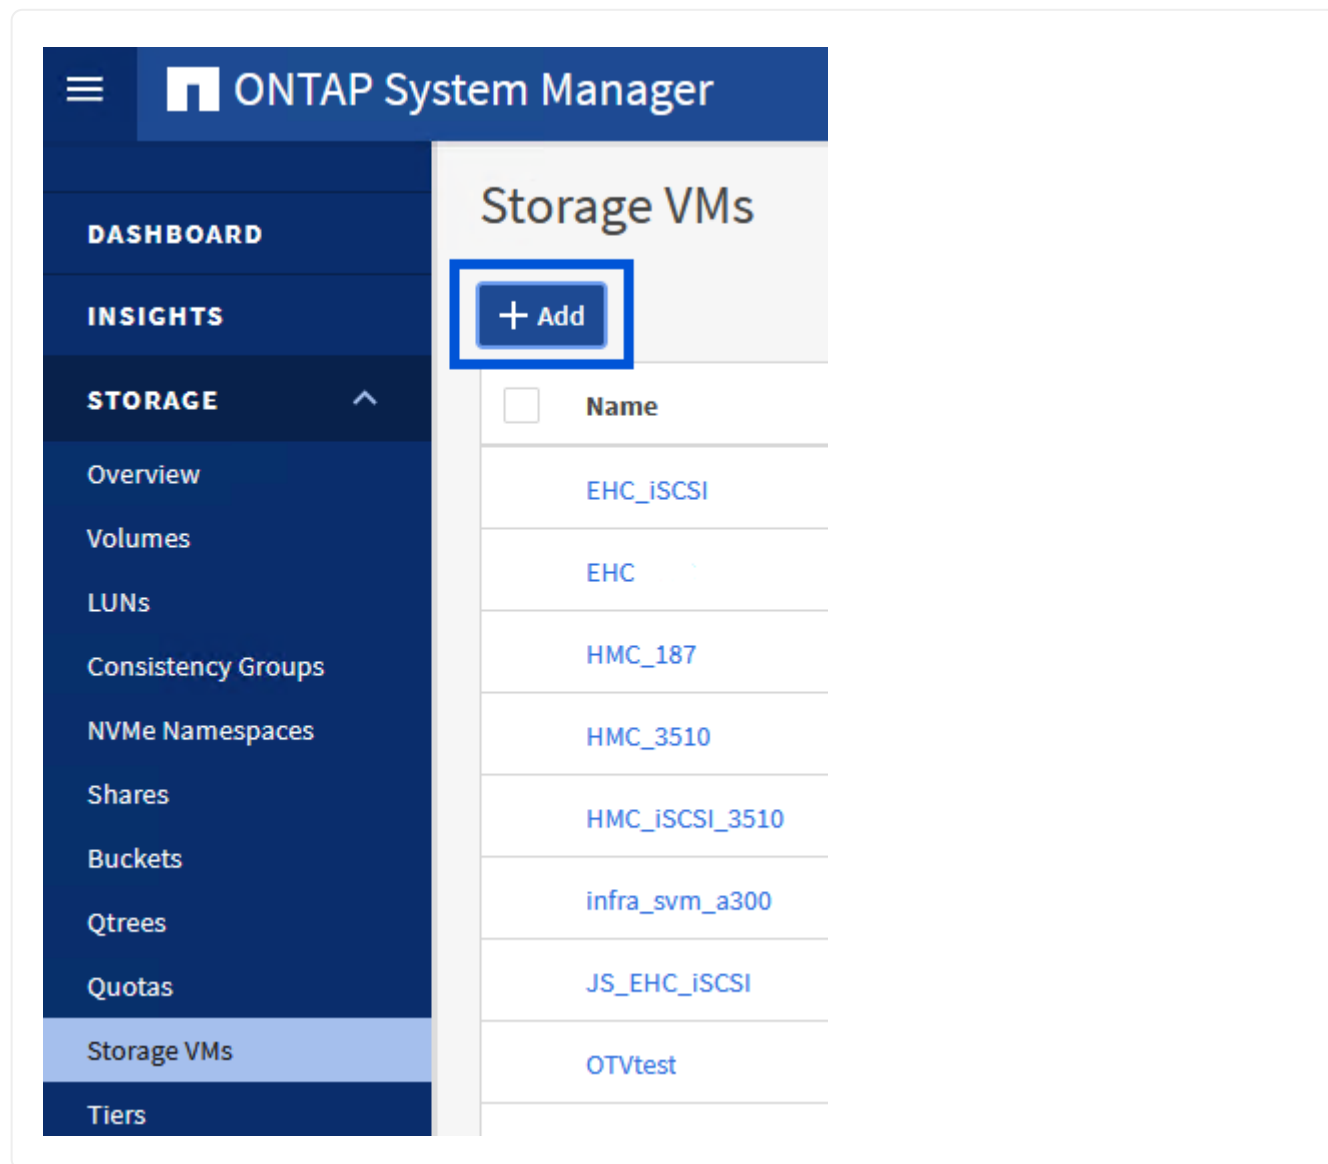 ONTAP System Manager
DASHBOARD
INSIGHTS
STORAGE
Overview
Volumes
LUNs
Consistency Groups
NVMe Namespaces
Shares
Buckets
Qtrees
Quotas
Storage VMs
Tiers
Storage VMs
+ Add
Name
EHC_iSCSI
EHC
HMC_187
HMC_3510
HMC_iSCSI_3510
infra_svm_a300
JS_EHC_iSCSI
OTVtest